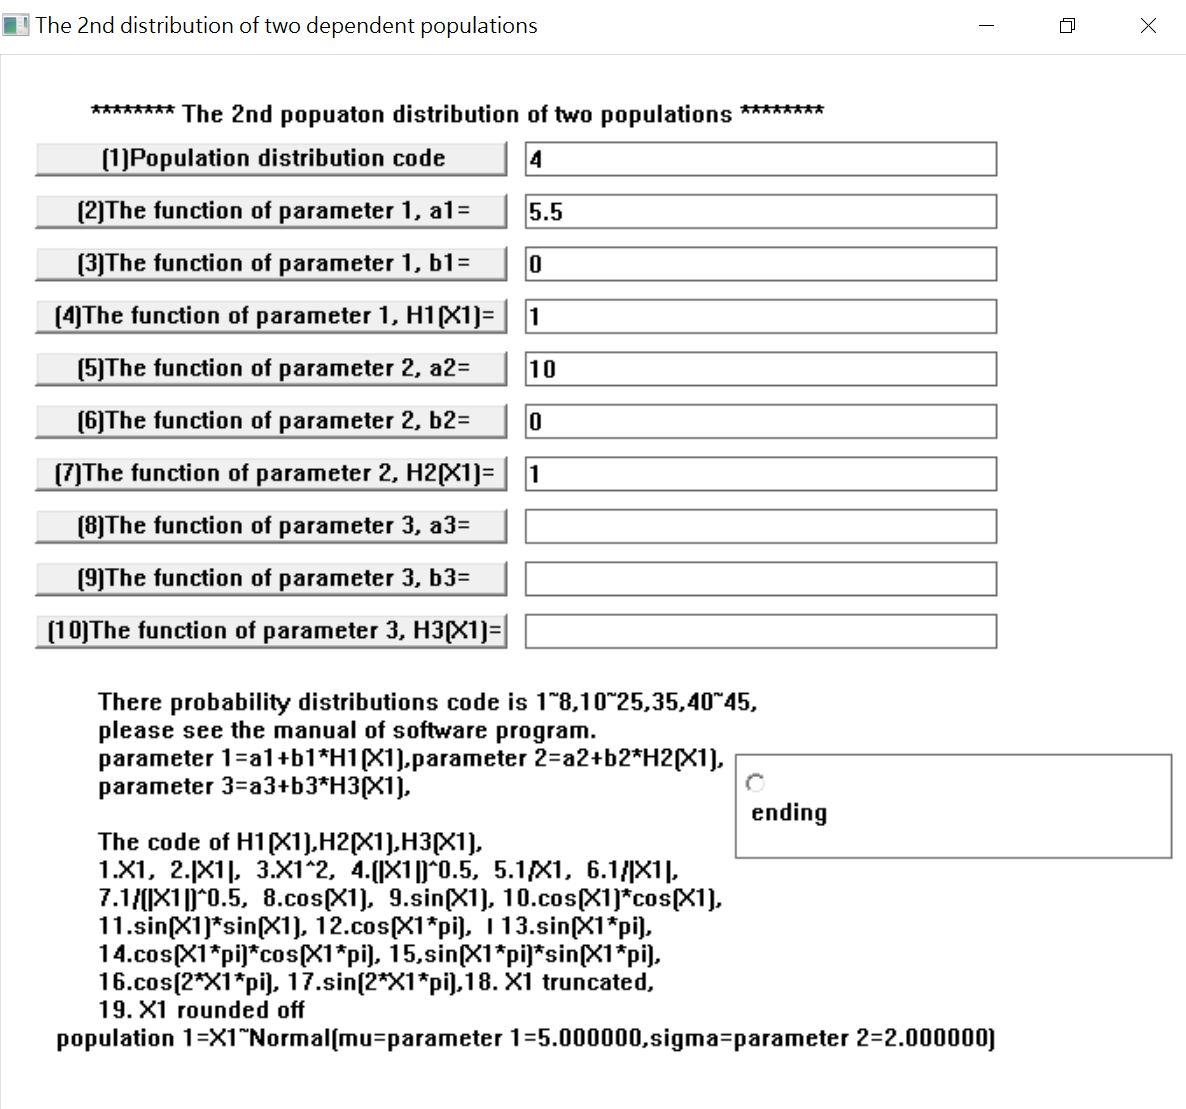 The 2nd distribution of two dependent populations
******** The 2nd popuaton distribution of two populations ********
(1)Population distribution code 4
(2)The function of parameter 1, a1= 5.5
(3)The function of parameter 1, b1= 0
(4)The function of parameter 1, H1(X1)= 1
(5)The function of parameter 2, a2= 10
(6)The function of parameter 2, b2= 0
(7)The function of parameter 2, H2(X1)= 1
(8)The function of parameter 3, a3=
(9)The function of parameter 3, b3=
(10)The function of parameter 3, H3(X1)=
There probability distributions code is 1~8,10~25,35,40~45,
please see the manual of software program.
parameter 1=a1+b1*H1(X1),parameter 2=a2+b2*H2(X1),
parameter 3=a3+b3*H3(X1),
ending
The code of H1(X1),H2(X1),H3(X1),
1.X1, 2.|X1|, 3.X1^2, 4.(|X1|)^0.5, 5.1/X1, 6.1/|X1|,
7.1/(|X1|)^0.5, 8.cos(X1), 9.sin(X1), 10.cos(X1)*cos(X1),
11.sin(X1)*sin(X1), 12.cos(X1*pi), l 13.sin(X1*pi),
14.cos(X1*pi)*cos(X1*pi), 15,sin(X1*pi)*sin(X1*pi),
16.cos(2*X1*pi), 17.sin(2*X1*pi),18. X1 truncated,
19. X1 rounded off
population 1=X1~Normal(mu=parameter 1=5.000000,sigma=parameter 2=2.000000)